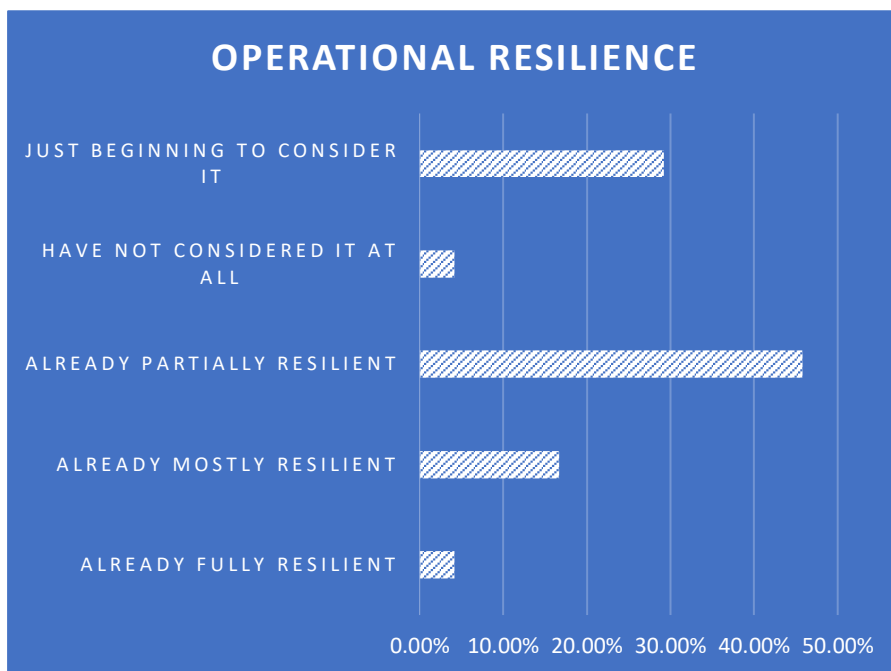 OPERATIONAL RESILIENCE
JUST BEGINNING TO CONSIDER
IT
HAVE NOT CONSIDERED IT AT
ALL
ALREADY PARTIALLY RESILIENT
ALREADY MOSTLY RESILIENT
ALREADY FULLY RESILIENT
0.00% 10.00% 20.00% 30.00% 40.00% 50.00%